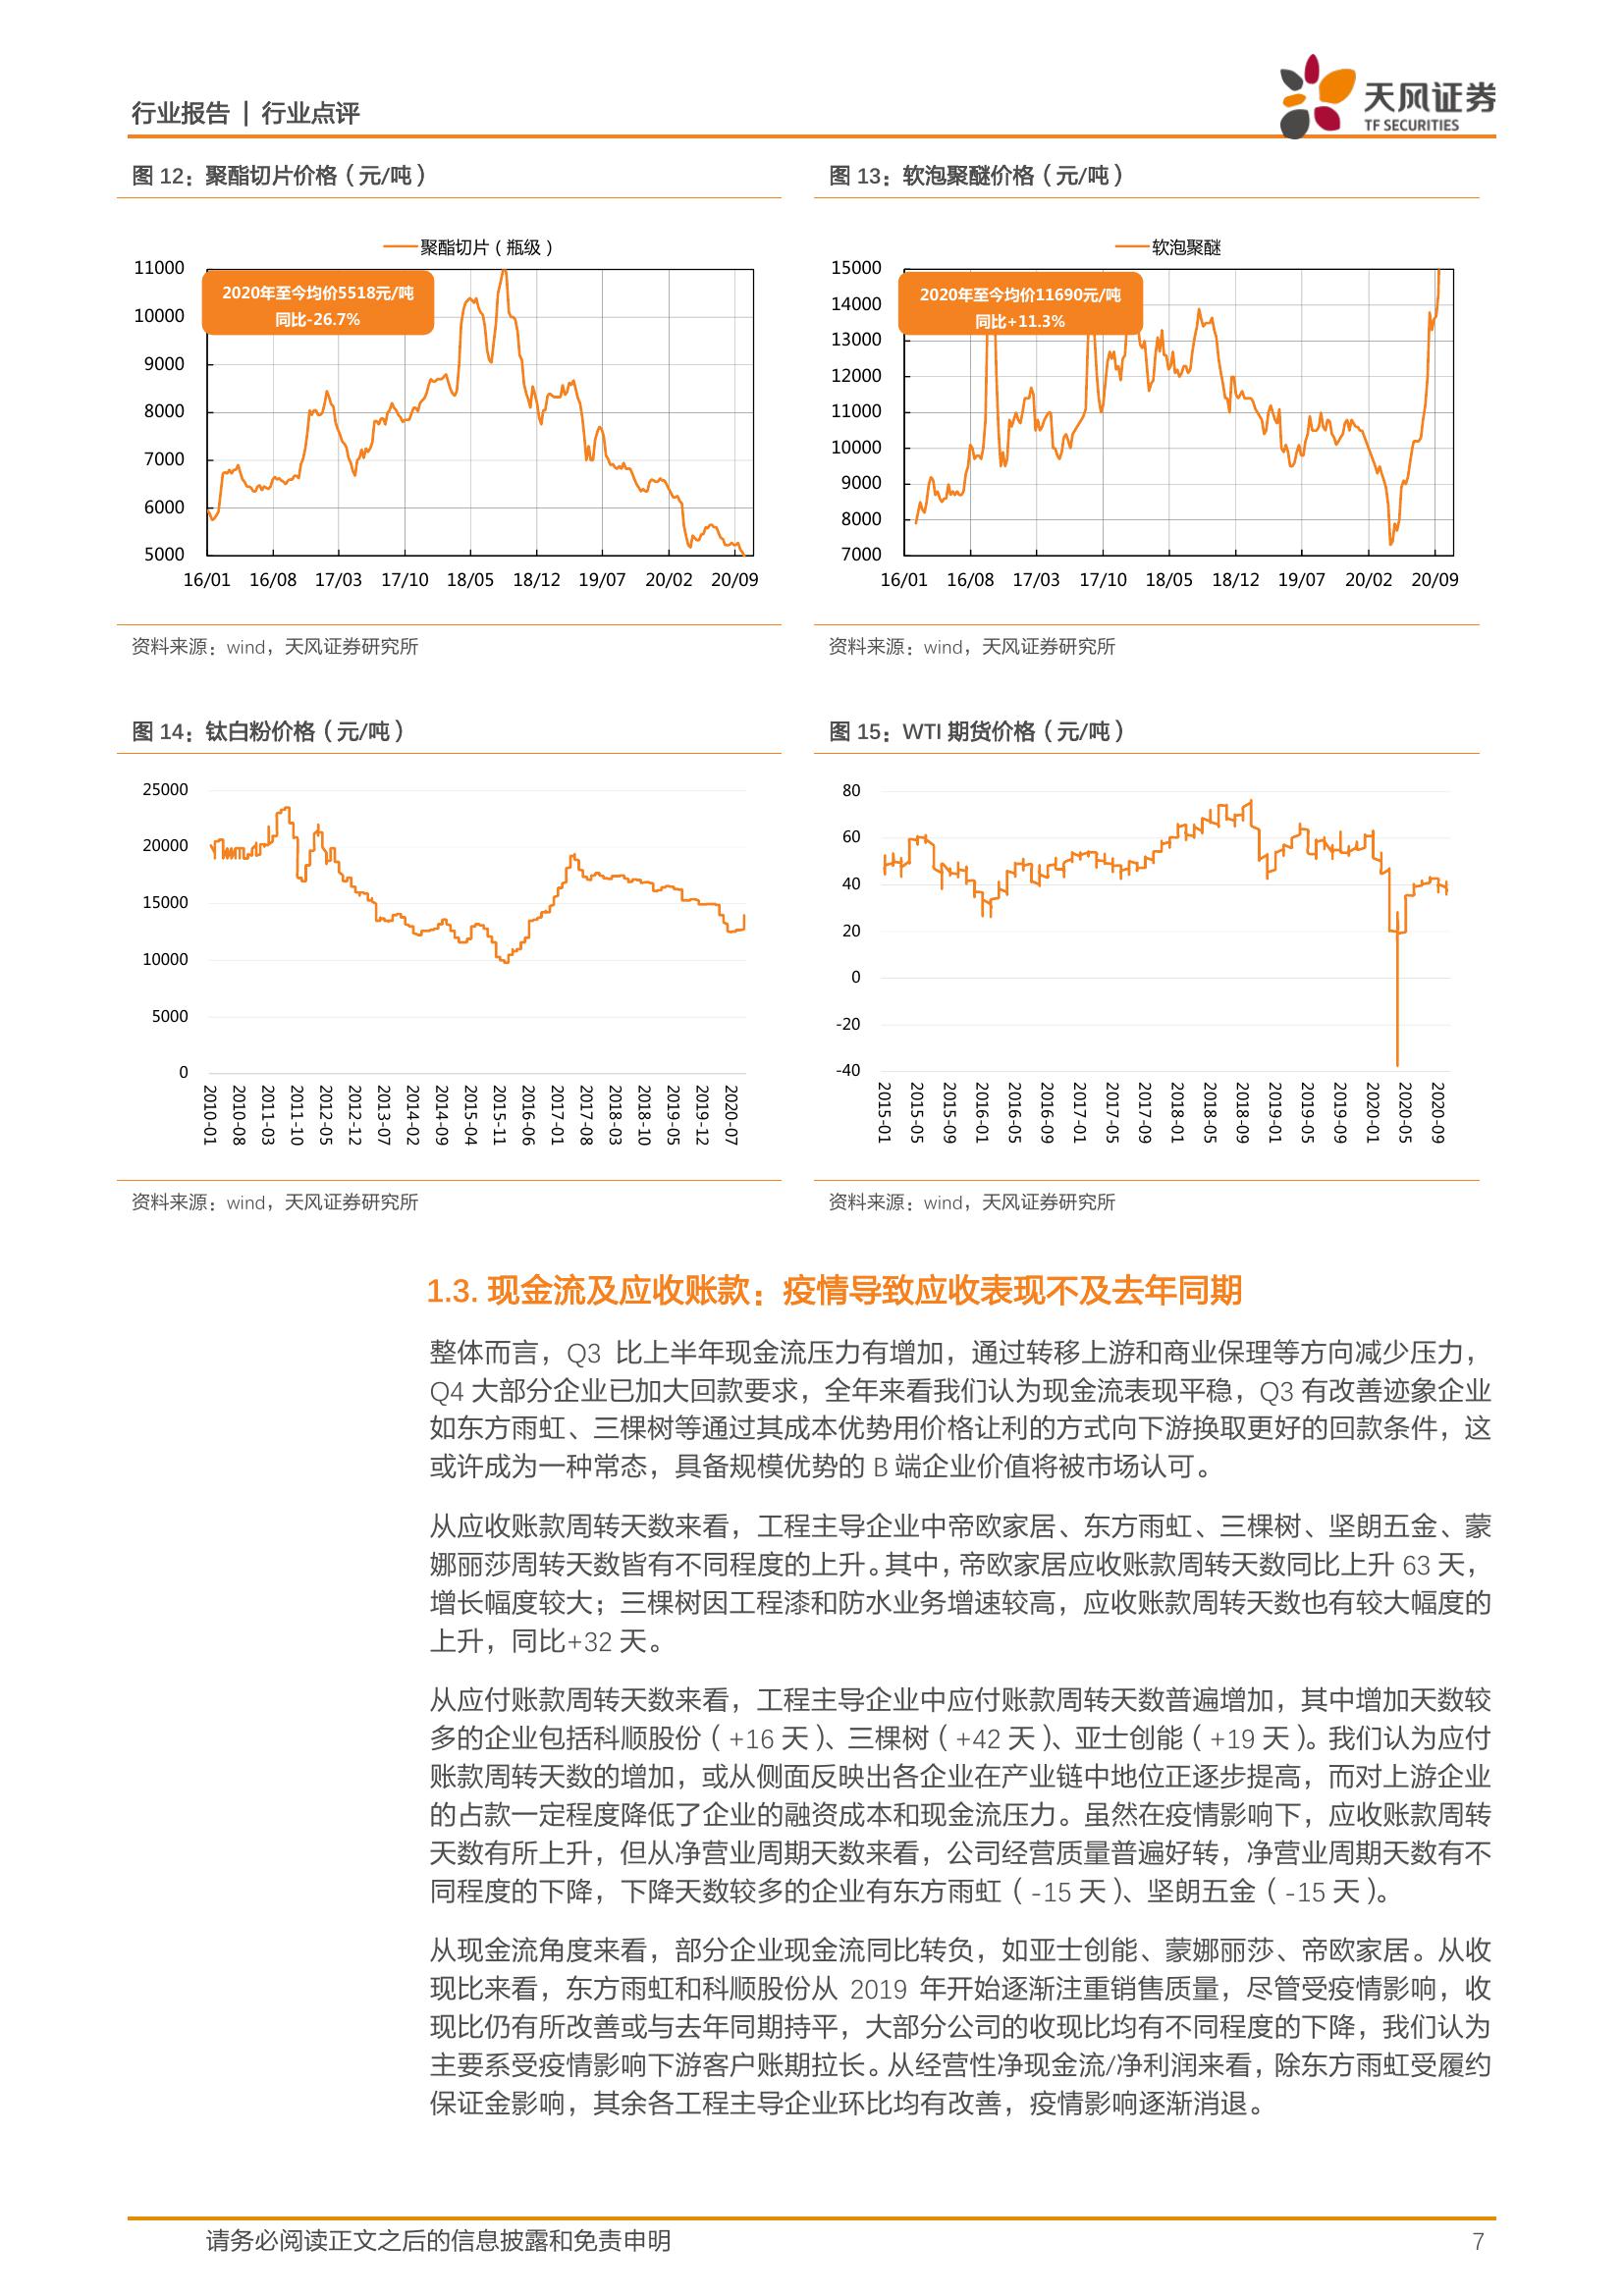 行业报告 | 行业点评
天风证券
TF SECURITIES
图 12：聚酯切片价格（元/吨）
聚酯切片（瓶级）
2020年至今均价5518元/吨
同比-26.7%
11000
10000
9000
8000
7000
6000
5000
16/01 16/08 17/03 17/10 18/05 18/12 19/07 20/02 20/09
资料来源：wind，天风证券研究所
图 13：软泡聚醚价格（元/吨）
软泡聚醚
2020年至今均价11690元/吨
同比+11.3%
15000
14000
13000
12000
11000
10000
9000
8000
7000
16/01 16/08 17/03 17/10 18/05 18/12 19/07 20/02 20/09
资料来源：wind，天风证券研究所
图 14：钛白粉价格（元/吨）
25000
20000
15000
10000
5000
0
2010-01 2010-08 2011-03 2011-10 2012-05 2012-12 2013-07 2014-02 2014-09 2015-04 2015-11 2016-06 2017-01 2017-08 2018-03 2018-10 2019-05 2019-12 2020-07
资料来源：wind，天风证券研究所
图 15：WTI 期货价格（元/吨）
80
60
40
20
0
-20
-40
2015-01 2015-05 2015-09 2016-01 2016-05 2016-09 2017-01 2017-05 2017-09 2018-01 2018-05 2018-09 2019-01 2019-05 2019-09 2020-01 2020-05 2020-09
资料来源：wind，天风证券研究所
1.3. 现金流及应收账款：疫情导致应收表现不及去年同期
整体而言，Q3 比上半年现金流压力有增加，通过转移上游和商业保理等方向减少压力，
Q4 大部分企业已加大回款要求，全年来看我们认为现金流表现平稳，Q3 有改善迹象企业
如东方雨虹、三棵树等通过其成本优势用价格让利的方式向下游换取更好的回款条件，这
或许成为一种常态，具备规模优势的 B 端企业价值将被市场认可。
从应收账款周转天数来看，工程主导企业中帝欧家居、东方雨虹、三棵树、坚朗五金、蒙
娜丽莎周转天数皆有不同程度的上升。其中，帝欧家居应收账款周转天数同比上升 63 天，
增长幅度较大；三棵树因工程漆和防水业务增速较高，应收账款周转天数也有较大幅度的
上升，同比+32 天。
从应付账款周转天数来看，工程主导企业中应付账款周转天数普遍增加，其中增加天数较
多的企业包括科顺股份（+16 天）、三棵树（+42 天）、亚士创能（+19 天）。我们认为应付
账款周转天数的增加，或从侧面反映出各企业在产业链中地位正逐步提高，而对上游企业
的占款一定程度降低了企业的融资成本和现金流压力。虽然在疫情影响下，应收账款周转
天数有所上升，但从净营业周期天数来看，公司经营质量普遍好转，净营业周期天数有不
同程度的下降，下降天数较多的企业有东方雨虹（-15 天）、坚朗五金（-15 天）。
从现金流角度来看，部分企业现金流同比转负，如亚士创能、蒙娜丽莎、帝欧家居。从收
现比来看，东方雨虹和科顺股份从 2019 年开始逐渐注重销售质量，尽管受疫情影响，收
现比仍有所改善或与去年同期持平，大部分公司的收现比均有不同程度的下降，我们认为
主要系受疫情影响下游客户账期拉长。从经营性净现金流/净利润来看，除东方雨虹受履约
保证金影响，其余各工程主导企业环比均有改善，疫情影响逐渐消退。
请务必阅读正文之后的信息披露和免责申明
7